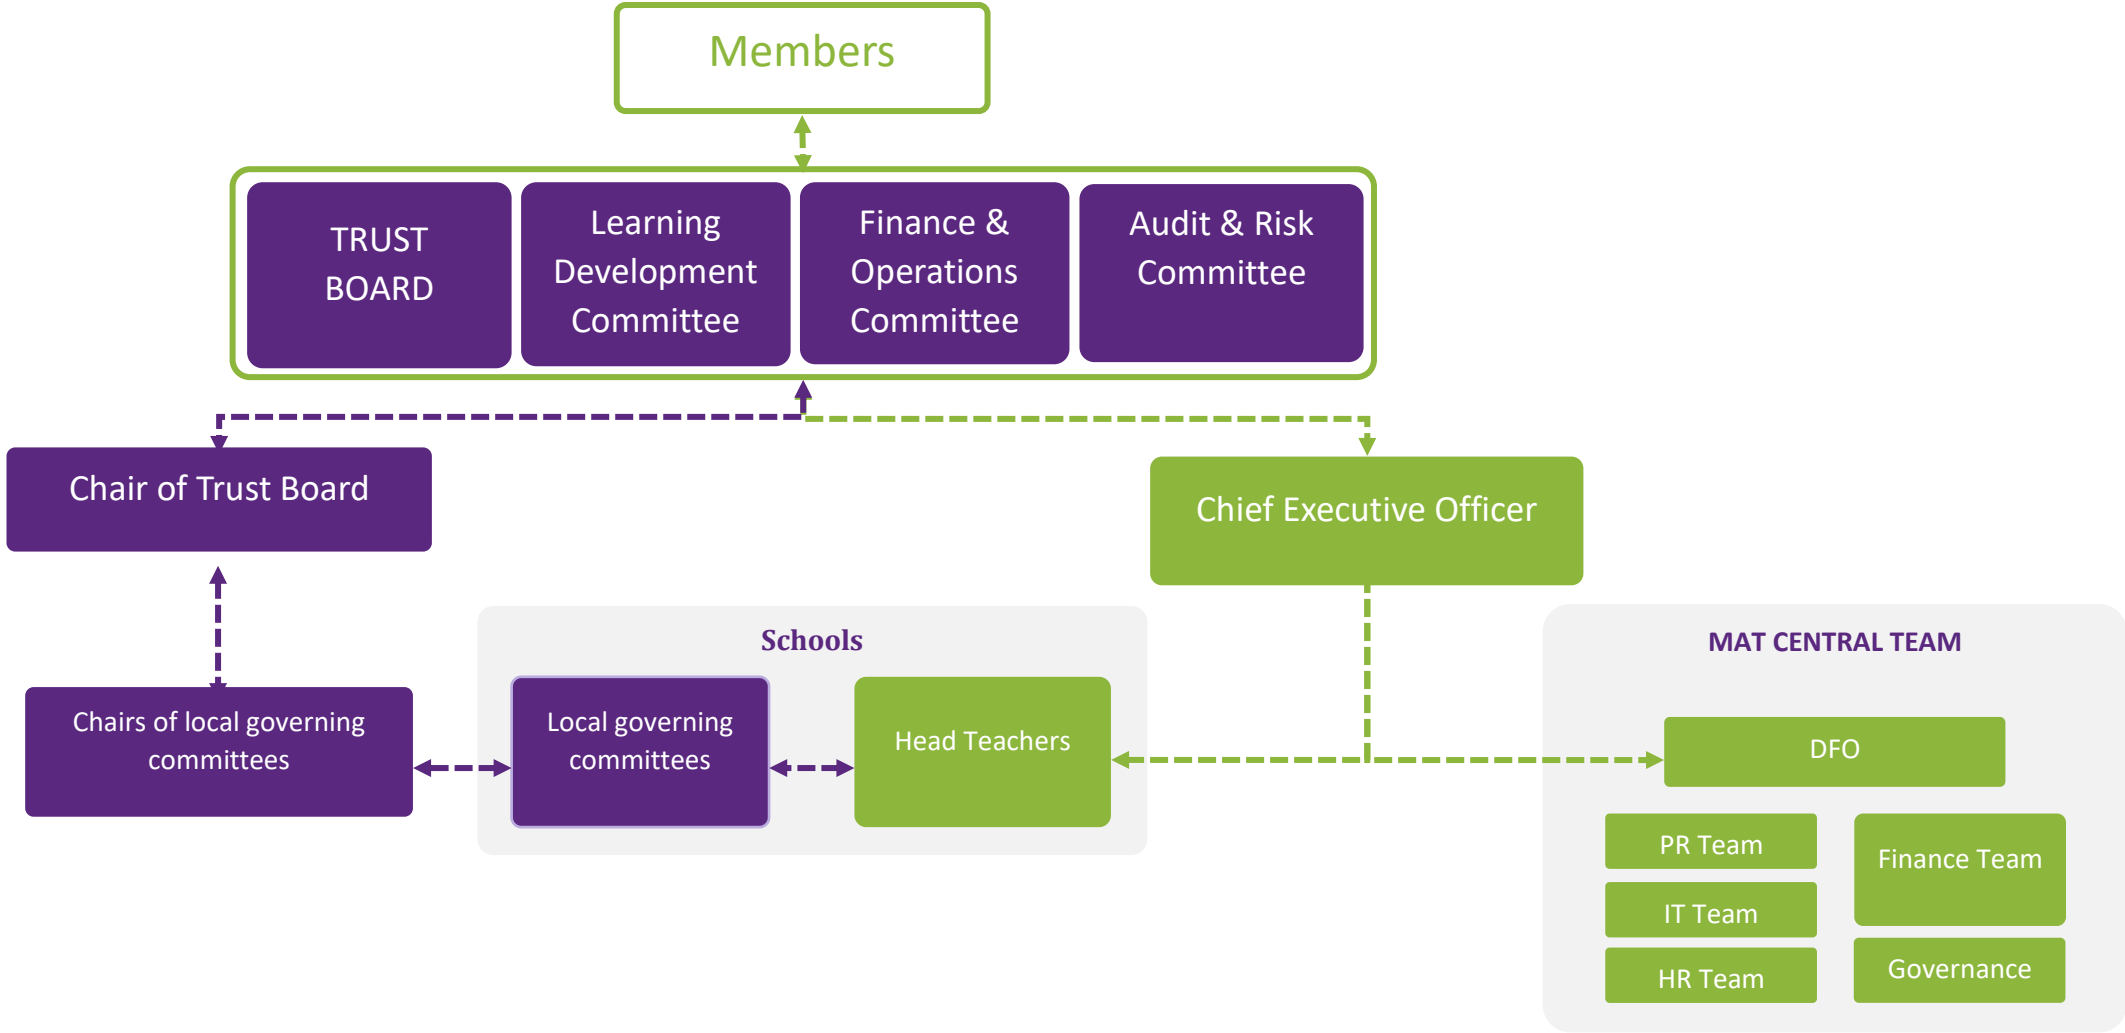 Members
TRUST
BOARD
Learning
Development
Committee
Finance &
Operations
Committee
Audit & Risk
Committee
Chair of Trust Board
Chief Executive Officer
Schools
MAT CENTRAL TEAM
Chairs of local governing
committees
Local governing
committees
Head Teachers
DFO
PR Team
Finance Team
IT Team
HR Team
Governance